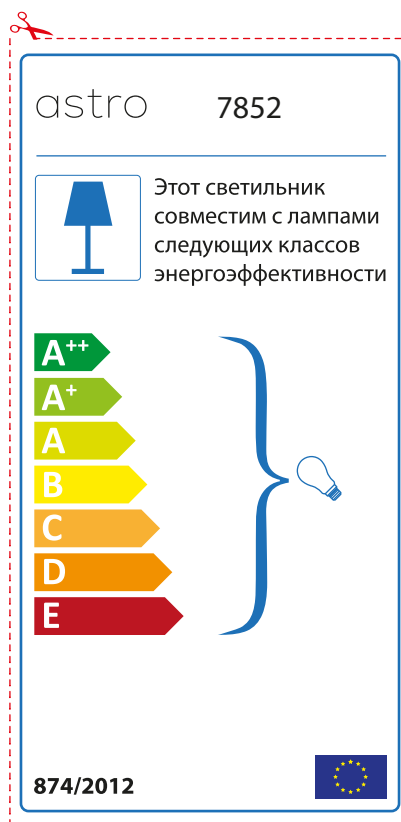 astro 7852
Этот светильник
совместим с лампами
следующих классов
энергоэффективности
A++
A+
A
B
C
D
E
874/2012